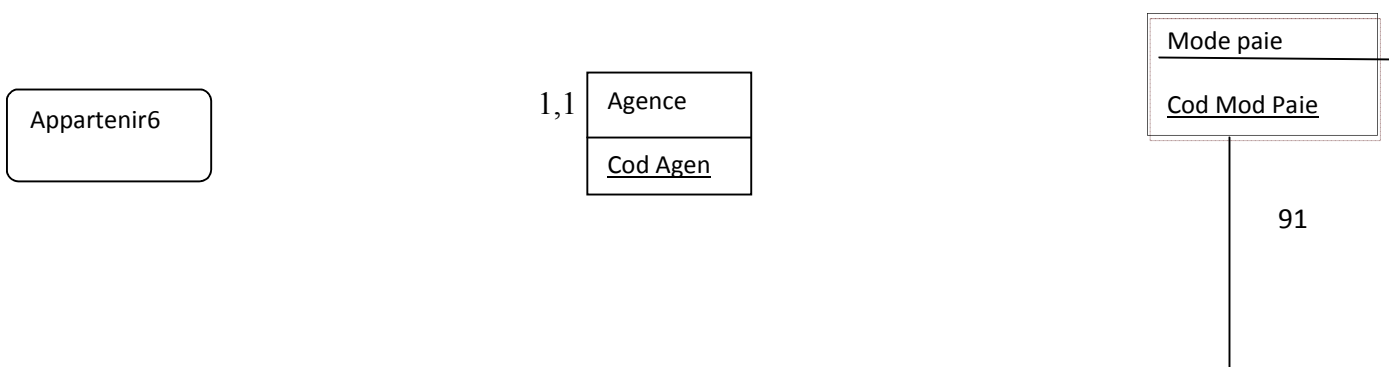 Mode paie
Appartenir6
1,1
Agence
Cod Mod Paie
Cod Agen
91